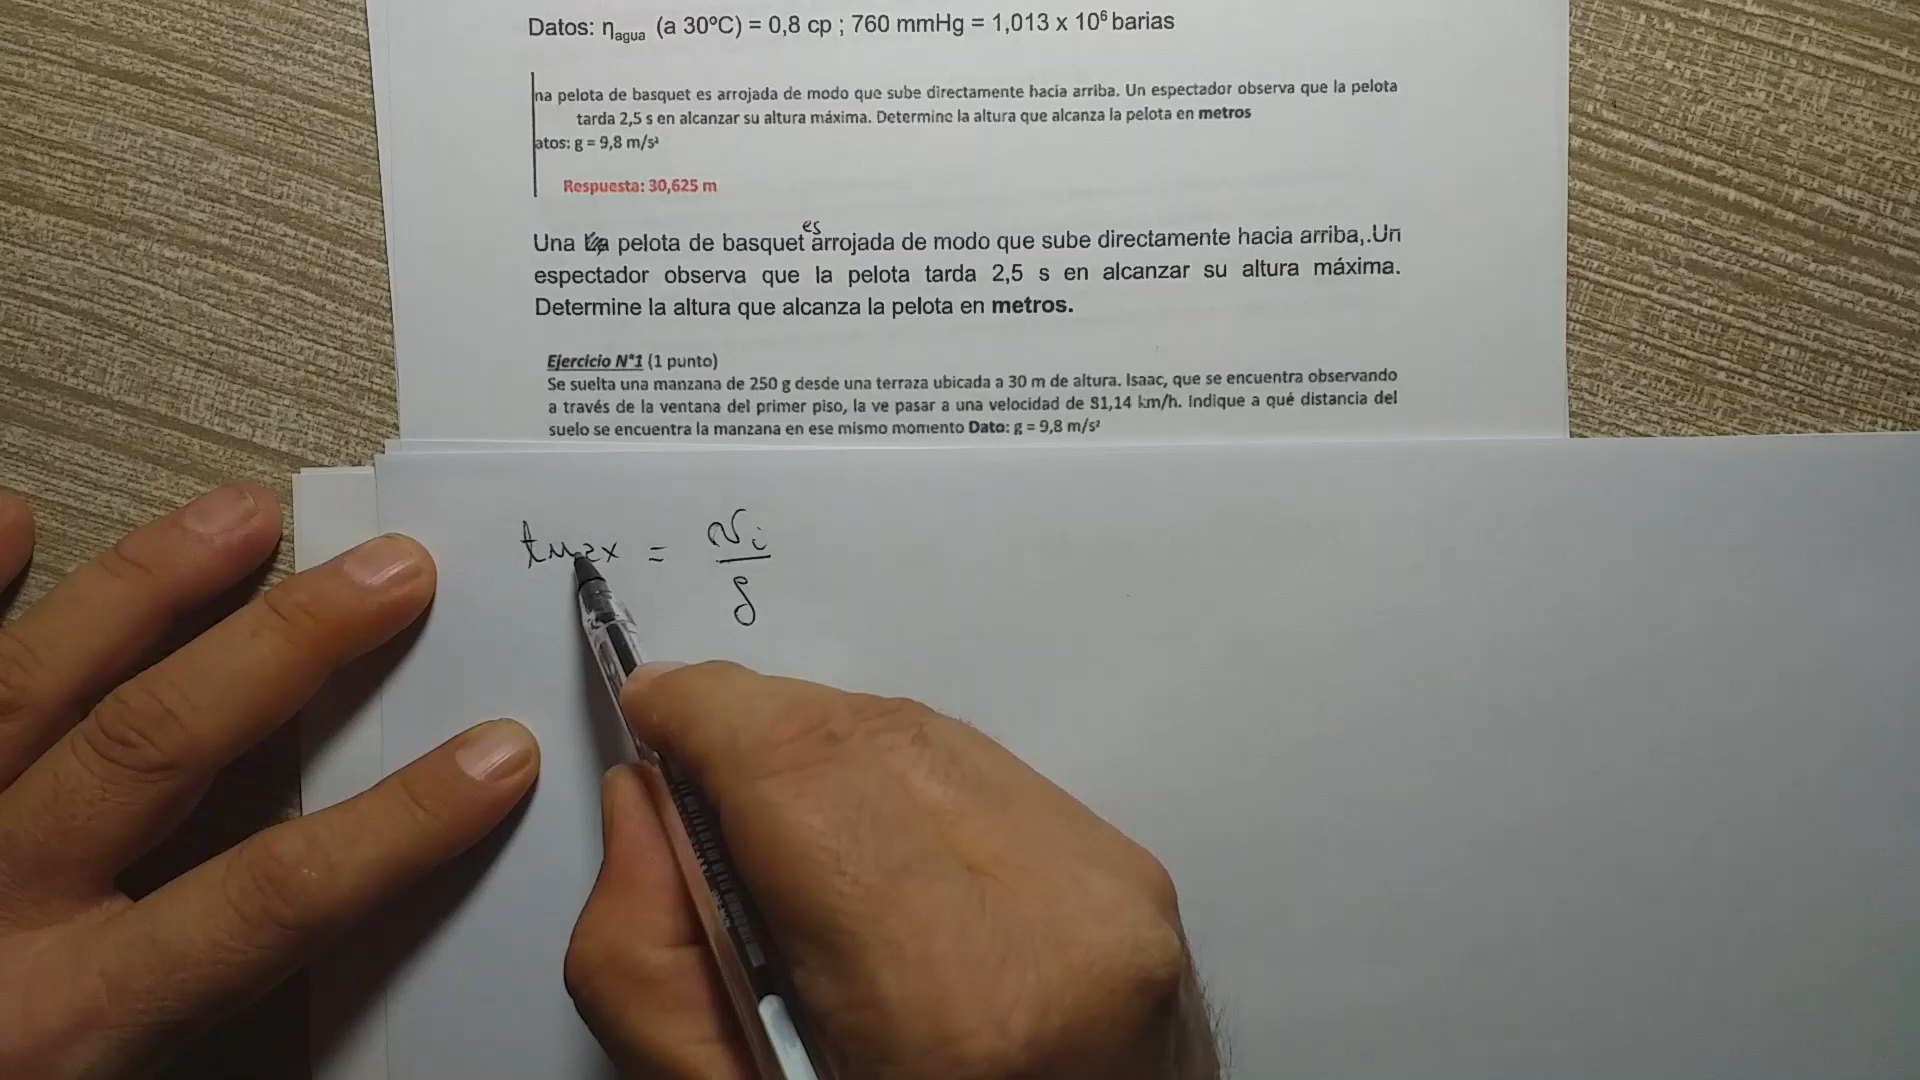 Datos: ηagua (a 30ºC) = 0,8 cp ; 760 mmHg = 1,013 x 10⁶ barias
na pelota de basquet es arrojada de modo que sube directamente hacia arriba. Un espectador observa que la pelota
tarda 2,5 s en alcanzar su altura máxima. Determine la altura que alcanza la pelota en metros
atos: g = 9,8 m/s²
Respuesta: 30,625 m
es
Una La pelota de basquet arrojada de modo que sube directamente hacia arriba,.Un
espectador observa que la pelota tarda 2,5 s en alcanzar su altura máxima.
Determine la altura que alcanza la pelota en metros.
Ejercicio N°1 (1 punto)
Se suelta una manzana de 250 g desde una terraza ubicada a 30 m de altura. Isaac, que se encuentra observando
a través de la ventana del primer piso, la ve pasar a una velocidad de 81,14 km/h. Indique a qué distancia del
suelo se encuentra la manzana en ese mismo momento Dato: g = 9,8 m/s²
tmax = vi / g